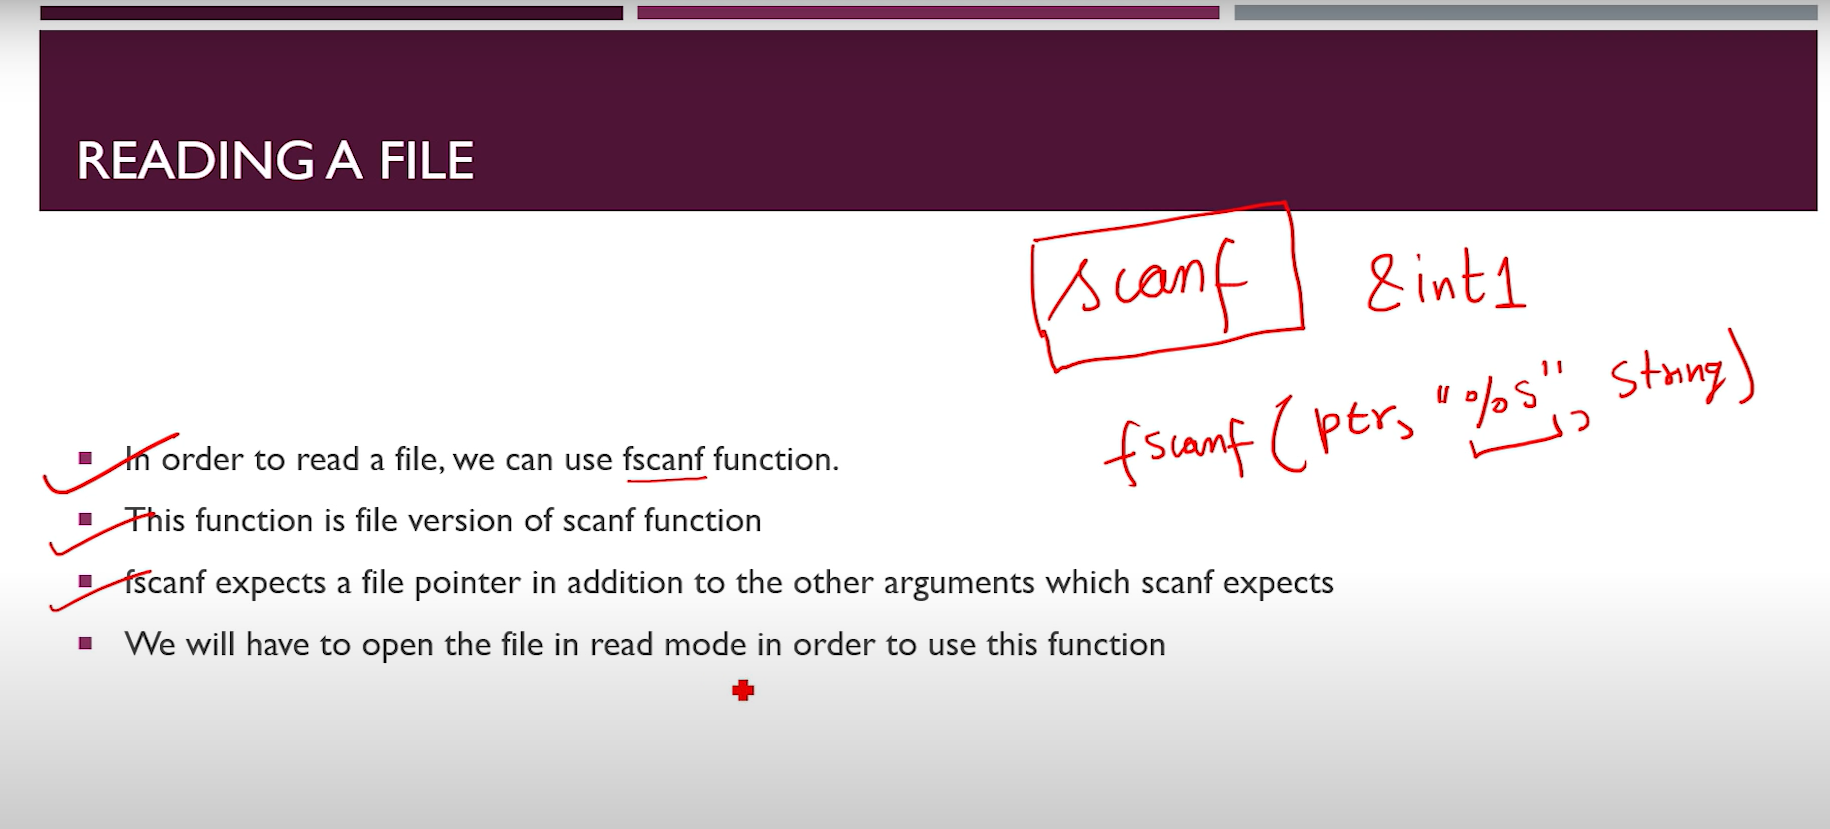 READING A FILE
scanf &int1
fscanf (ptr, "%s", string)
In order to read a file, we can use fscanf function.
This function is file version of scanf function
fscanf expects a file pointer in addition to the other arguments which scanf expects
We will have to open the file in read mode in order to use this function